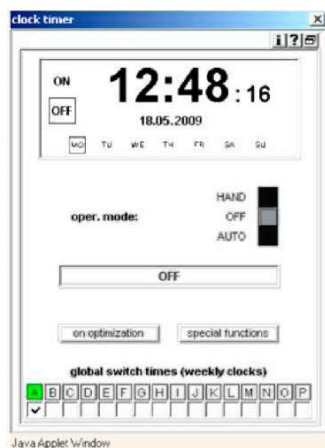 clock timer
i ?
ON 12:48:16
OFF
18.05.2009
MO TU WE TH FR SA SU
HAND
oper. mode: OFF
AUTO
OFF
on optimization special functions
global switch times (weekly clocks)
A B C D E F G H I J K L M N O P
Java Applet Window